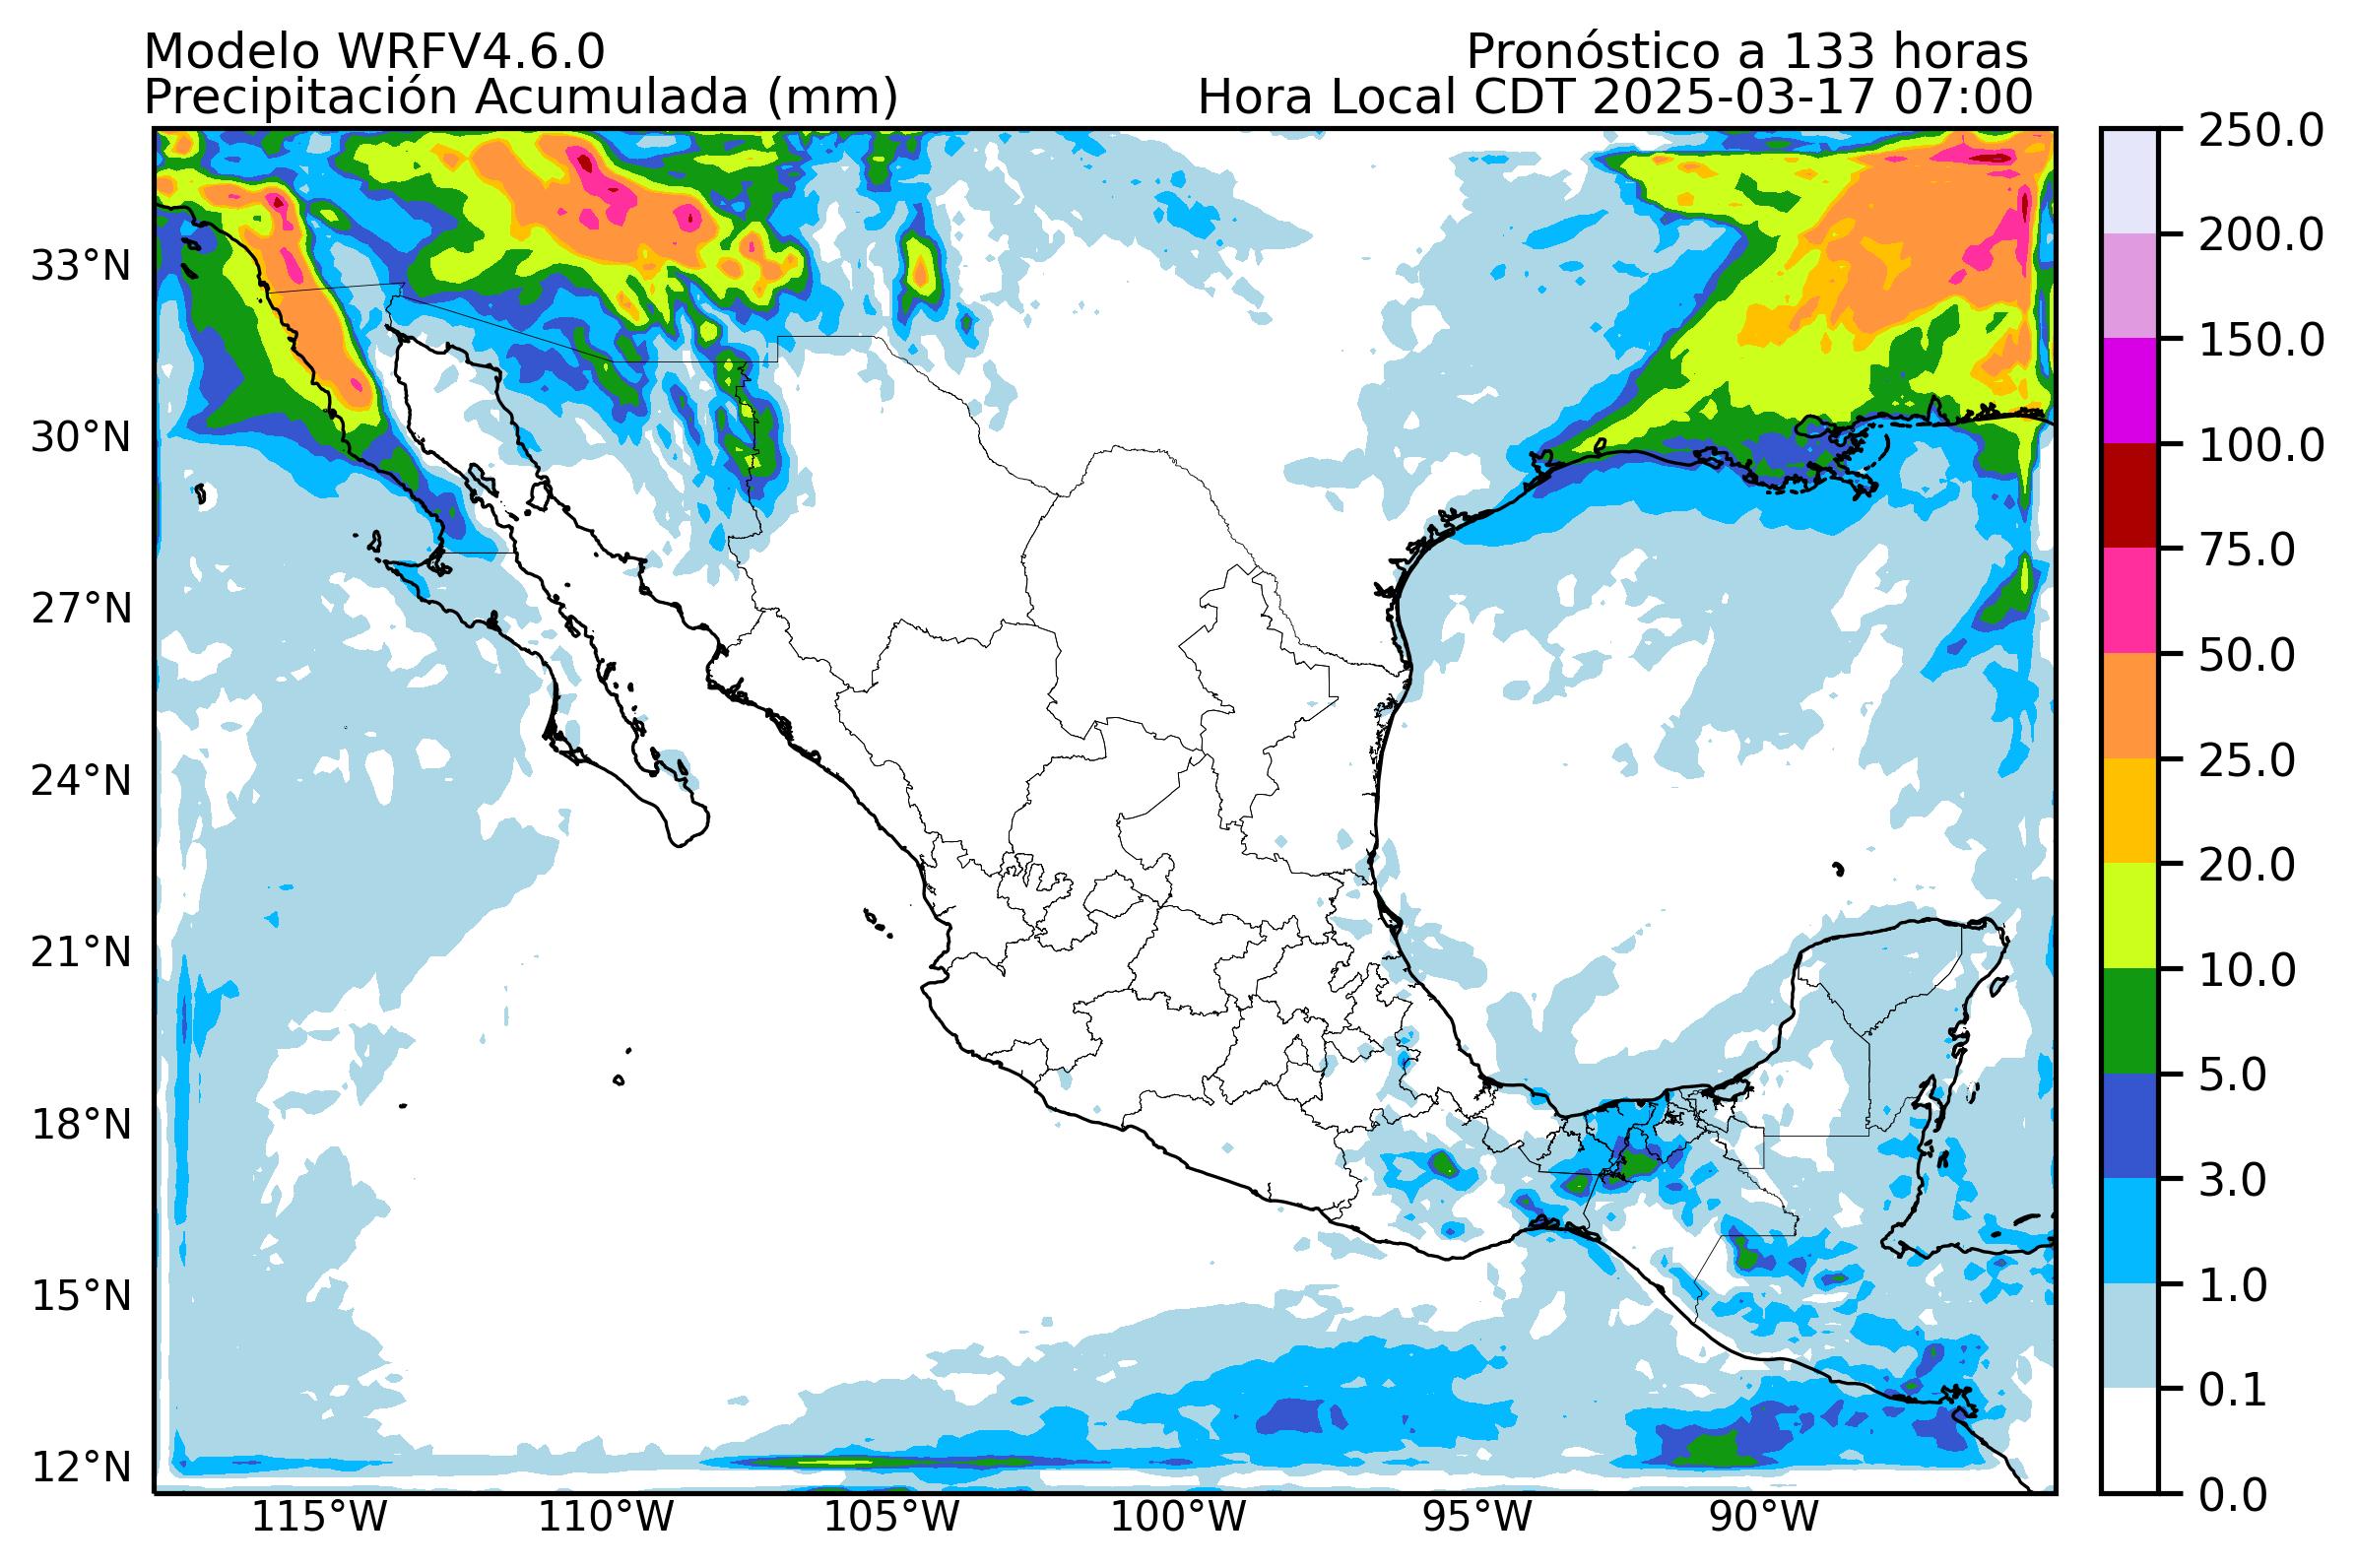 Modelo WRFV4.6.0
Pronóstico a 133 horas
Precipitación Acumulada (mm)
Hora Local CDT 2025-03-17 07:00
33°N
30°N
27°N
24°N
21°N
18°N
15°N
12°N
115°W
110°W
105°W
100°W
95°W
90°W
250.0
200.0
150.0
100.0
75.0
50.0
25.0
20.0
10.0
5.0
3.0
1.0
0.1
0.0